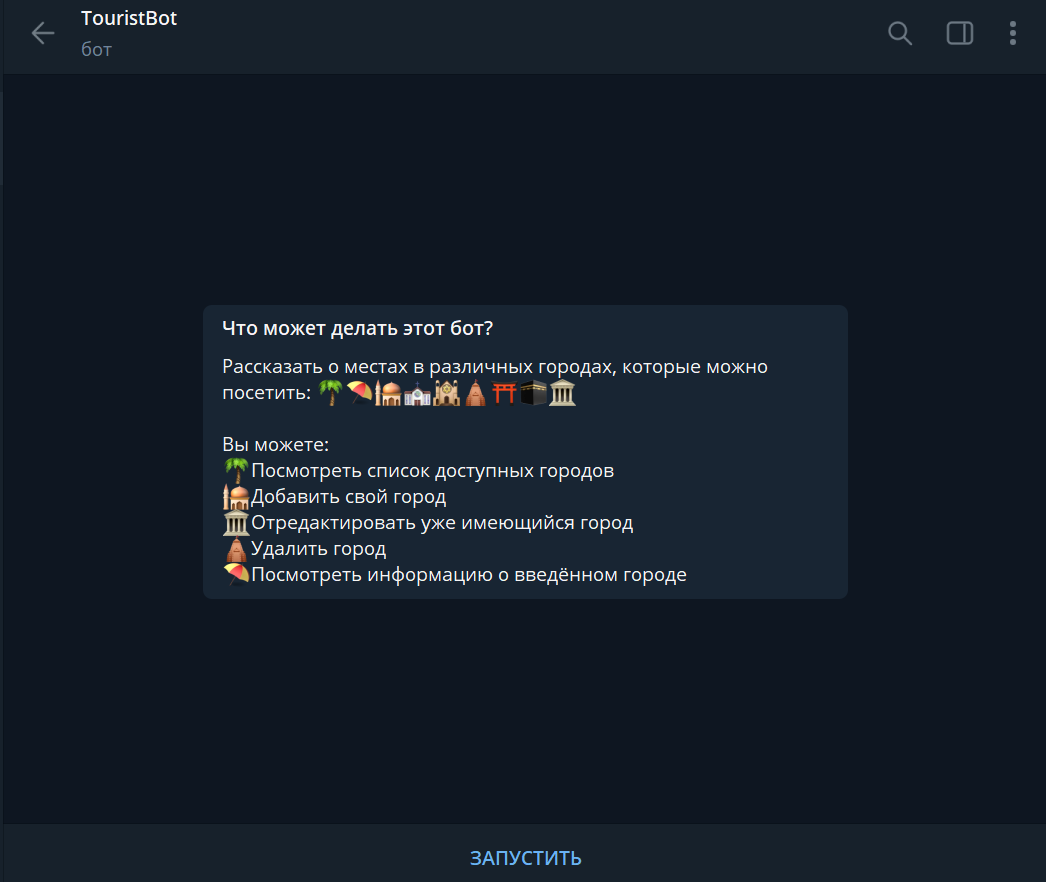 TouristBot
бот
Что может делать этот бот?
Рассказать о местах в различных городах, которые можно
посетить: 🌴⛱🕌⛪🕍🛕⛩🕋🏛
Вы можете:
🌴Посмотреть список доступных городов
🕌Добавить свой город
🏛Отредактировать уже имеющийся город
🛕Удалить город
⛱Посмотреть информацию о введённом городе
ЗАПУСТИТЬ